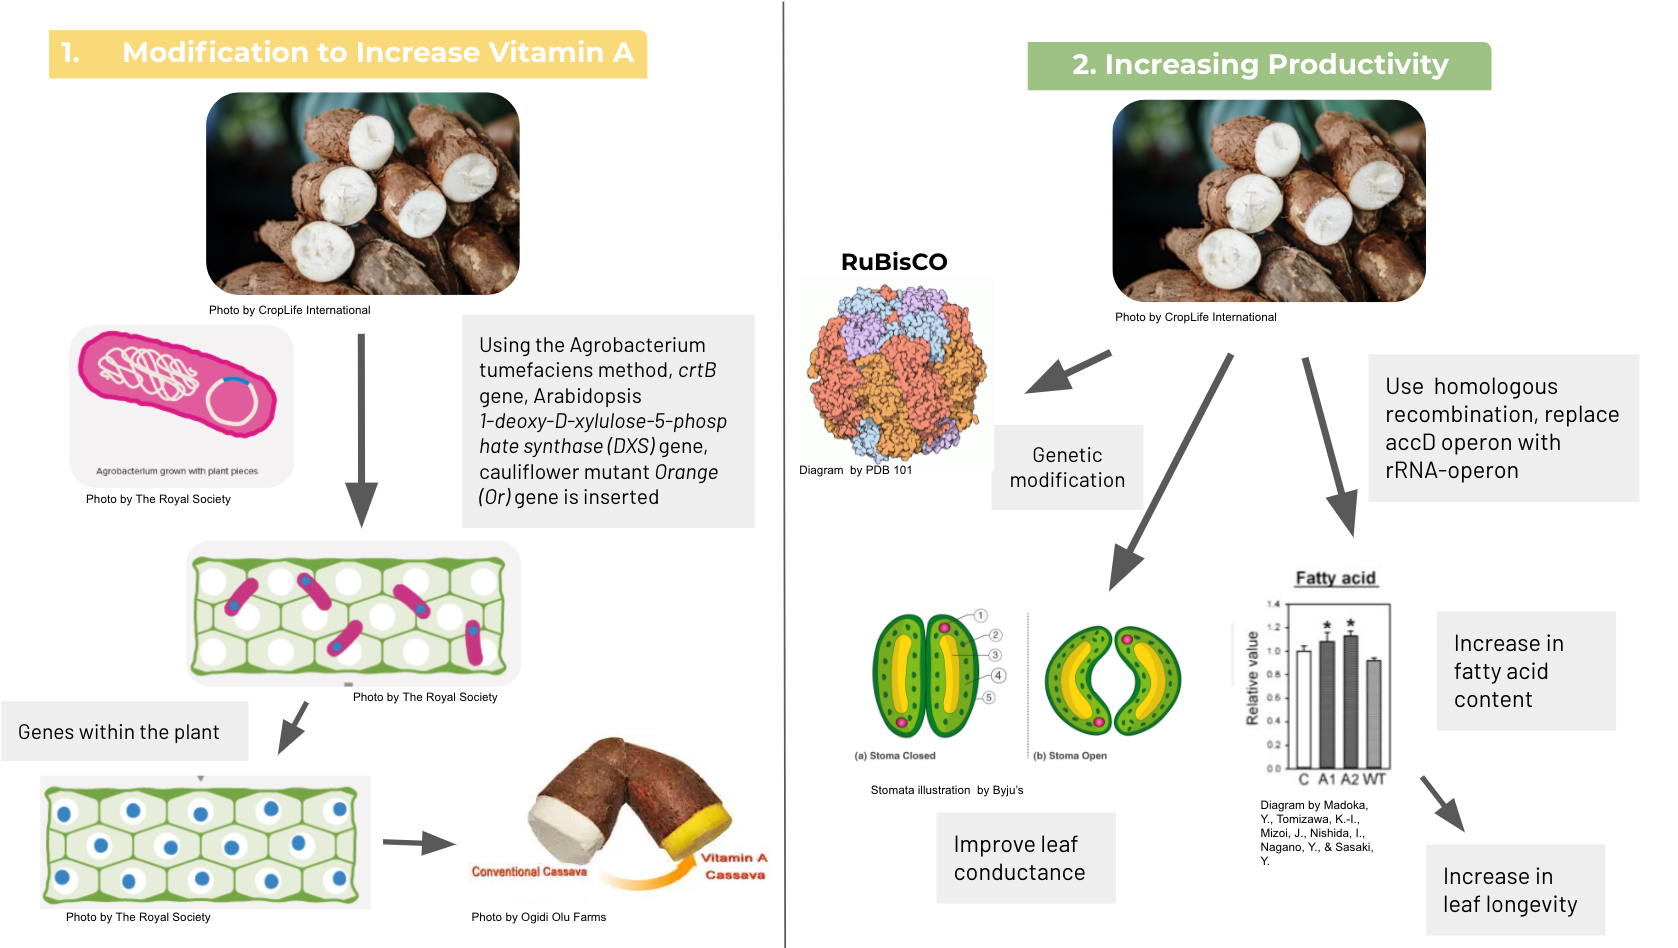 1. Modification to Increase Vitamin A
Photo by CropLife International
Agrobacterium grown with plant pieces
Photo by The Royal Society
Using the Agrobacterium
tumefaciens method, crtB
gene, Arabidopsis
1-deoxy-D-xylulose-5-phosp
hate synthase (DXS) gene,
cauliflower mutant Orange
(Or) gene is inserted
Photo by The Royal Society
Genes within the plant
Photo by The Royal Society
Conventional Cassava
Vitamin A
Cassava
Photo by Ogidi Olu Farms
2. Increasing Productivity
Photo by CropLife International
RuBisCO
Diagram by PDB 101
Genetic
modification
Use homologous
recombination, replace
accD operon with
rRNA-operon
1
2
3
4
5
(a) Stoma Closed
(b) Stoma Open
Stomata illustration by Byju's
Improve leaf
conductance
Fatty acid
Relative value
1.4
1.2
1.0
0.8
0.6
0.4
0.2
0.0
* *
C A1 A2 WT
Diagram by Madoka,
Y., Tomizawa, K.-I.,
Mizoi, J., Nishida, I.,
Nagano, Y., & Sasaki,
Y.
Increase in
fatty acid
content
Increase in
leaf longevity